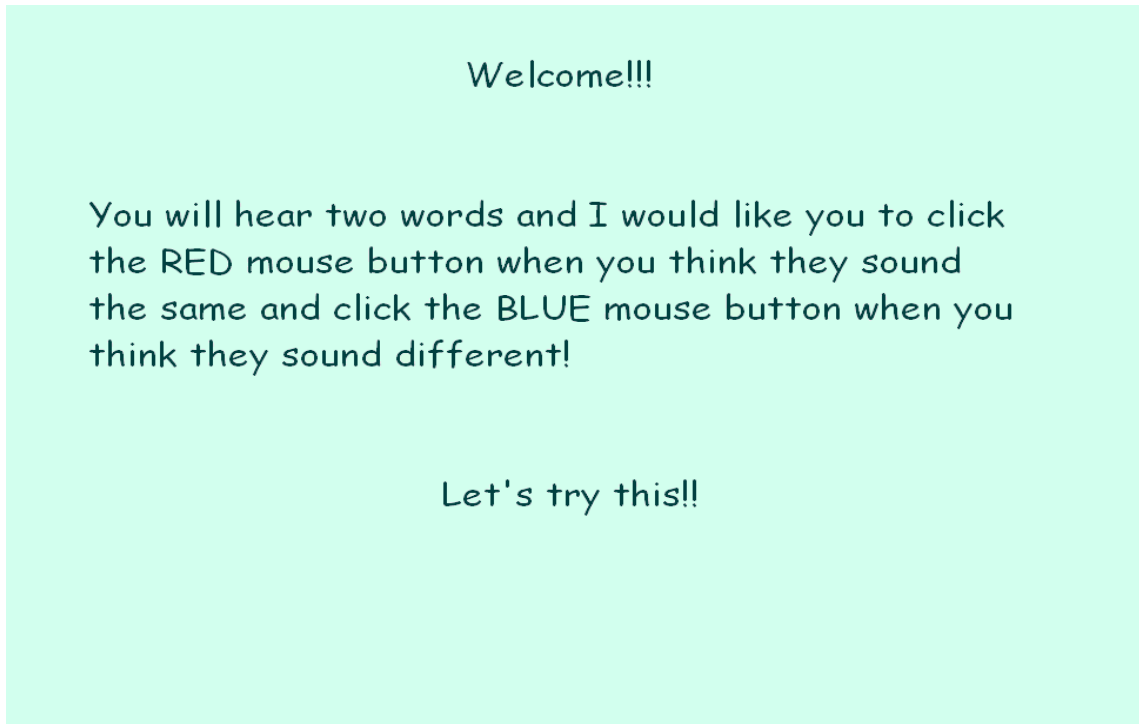 Welcome!!!
You will hear two words and I would like you to click
the RED mouse button when you think they sound
the same and click the BLUE mouse button when you
think they sound different!
Let's try this!!